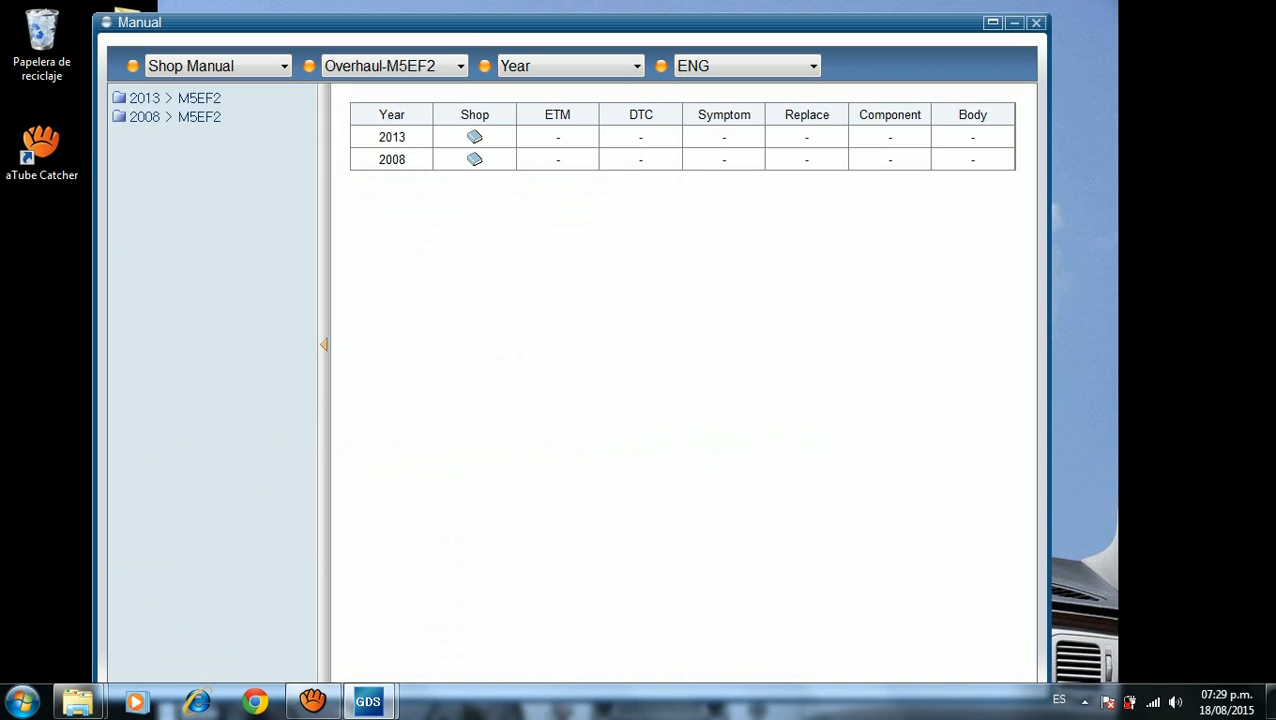 Papelera de
reciclaje
aTube Catcher
Manual
Shop Manual Overhaul-M5EF2 Year ENG
2013 > M5EF2
2008 > M5EF2
Year Shop ETM DTC Symptom Replace Component Body
2013 - - - - - -
2008 - - - - - -
GDS
ES
07:29 p.m.
18/08/2015